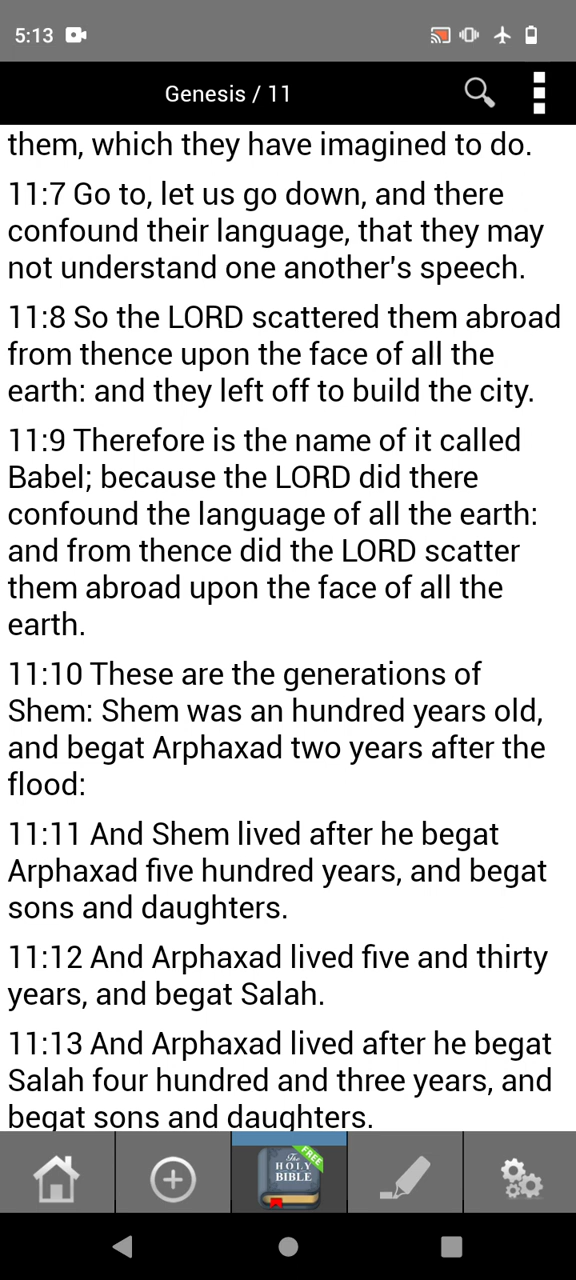 5:13
Genesis / 11
them, which they have imagined to do.
11:7 Go to, let us go down, and there
confound their language, that they may
not understand one another's speech.
11:8 So the LORD scattered them abroad
from thence upon the face of all the
earth: and they left off to build the city.
11:9 Therefore is the name of it called
Babel; because the LORD did there
confound the language of all the earth:
and from thence did the LORD scatter
them abroad upon the face of all the
earth.
11:10 These are the generations of
Shem: Shem was an hundred years old,
and begat Arphaxad two years after the
flood:
11:11 And Shem lived after he begat
Arphaxad five hundred years, and begat
sons and daughters.
11:12 And Arphaxad lived five and thirty
years, and begat Salah.
11:13 And Arphaxad lived after he begat
Salah four hundred and three years, and
begat sons and daughters.
FREE
The
HOLY
BIBLE